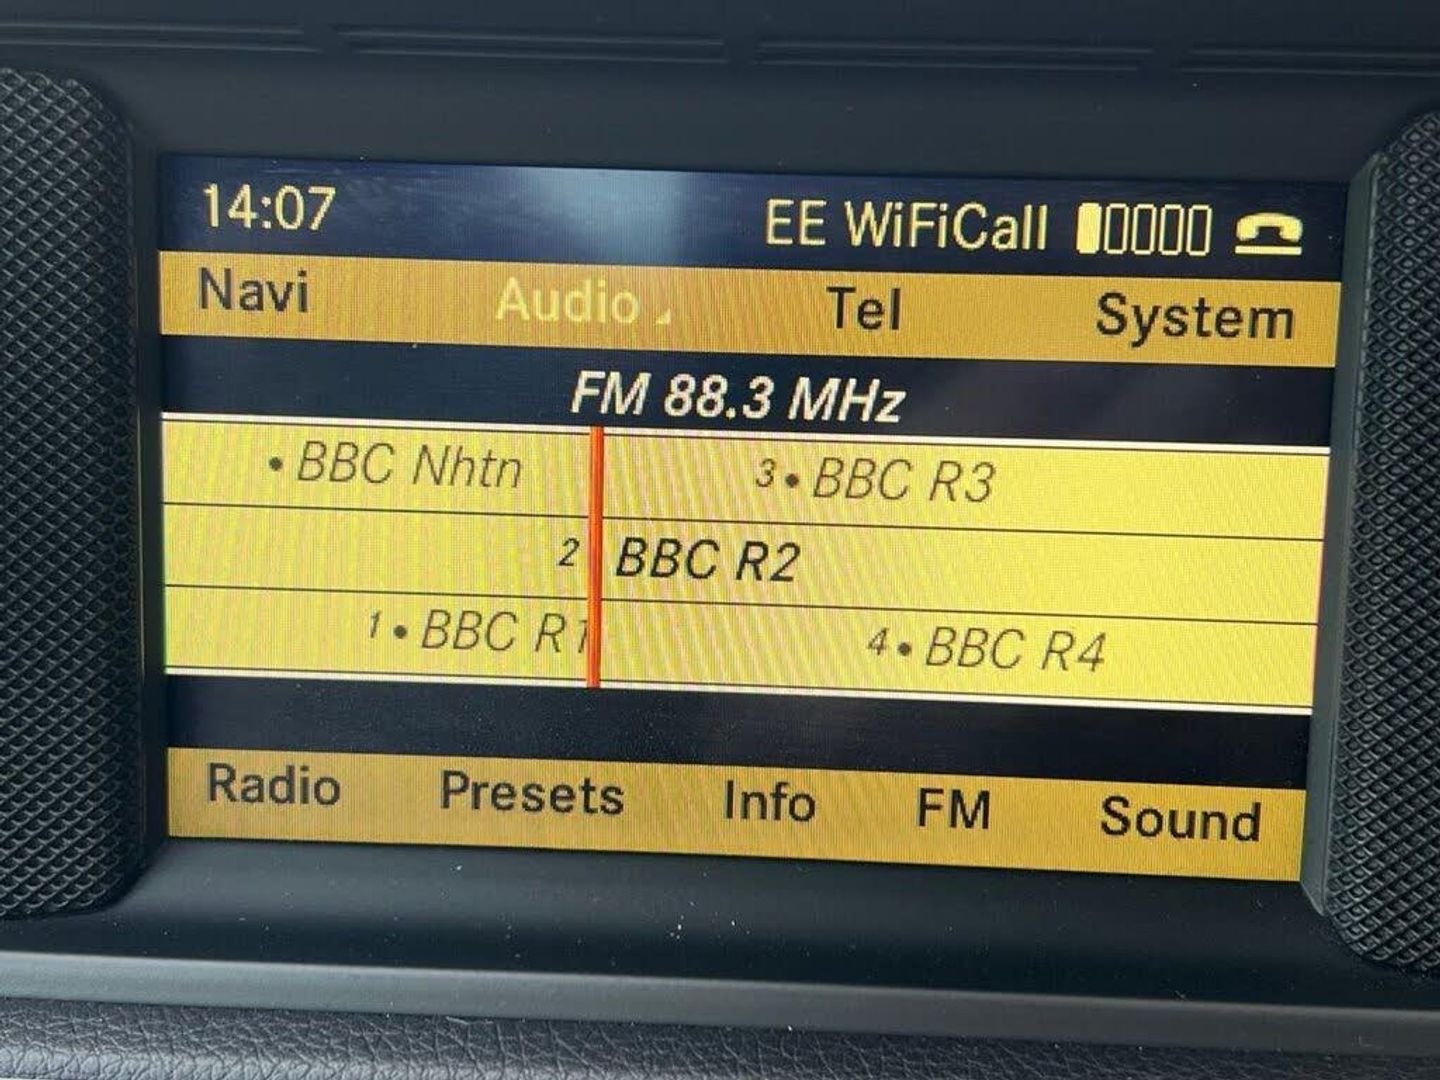 14:07 EE WiFiCall
Navi Audio Tel System
FM 88.3 MHz
• BBC Nhtn 3 • BBC R3
2 BBC R2
1 • BBC R1 4 • BBC R4
Radio Presets Info FM Sound